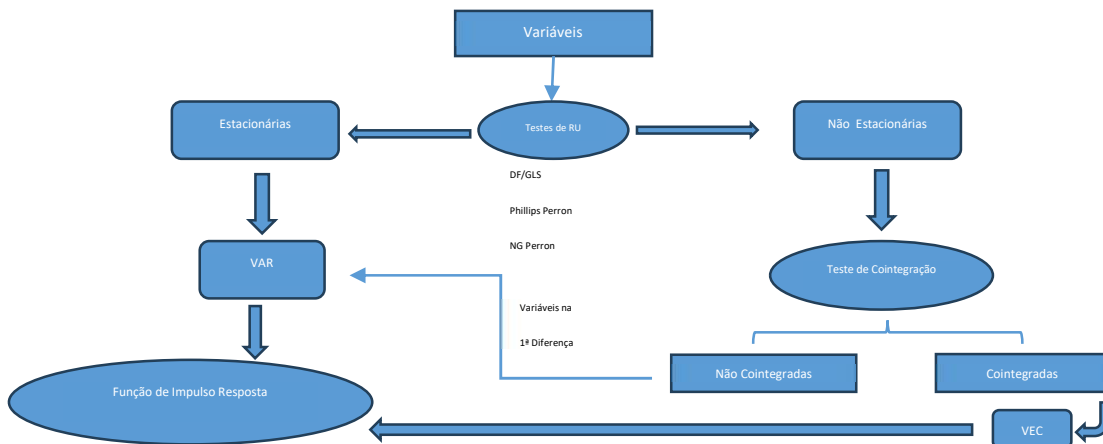 Variáveis
Estacionárias
Testes de RU
Não Estacionárias
DF/GLS
Phillips Perron
NG Perron
VAR
Teste de Cointegração
Variáveis na
1ª Diferença
Não Cointegradas
Cointegradas
Função de Impulso Resposta
VEC